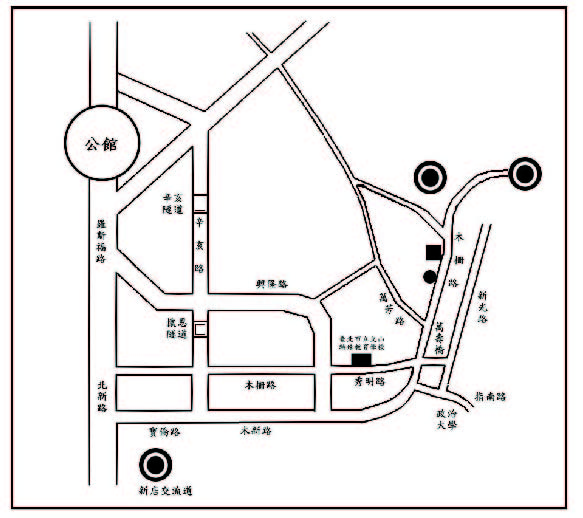 公館
辛亥
隧道
辛亥路
羅斯福路
木柵路
新光路
興隆路
萬芳路
懷恩
隧道
萬壽橋
臺北市立文山
特殊教育學校
北新路
木柵路
秀明路
指南路
政治
大學
寶僑路
木新路
新店交流道